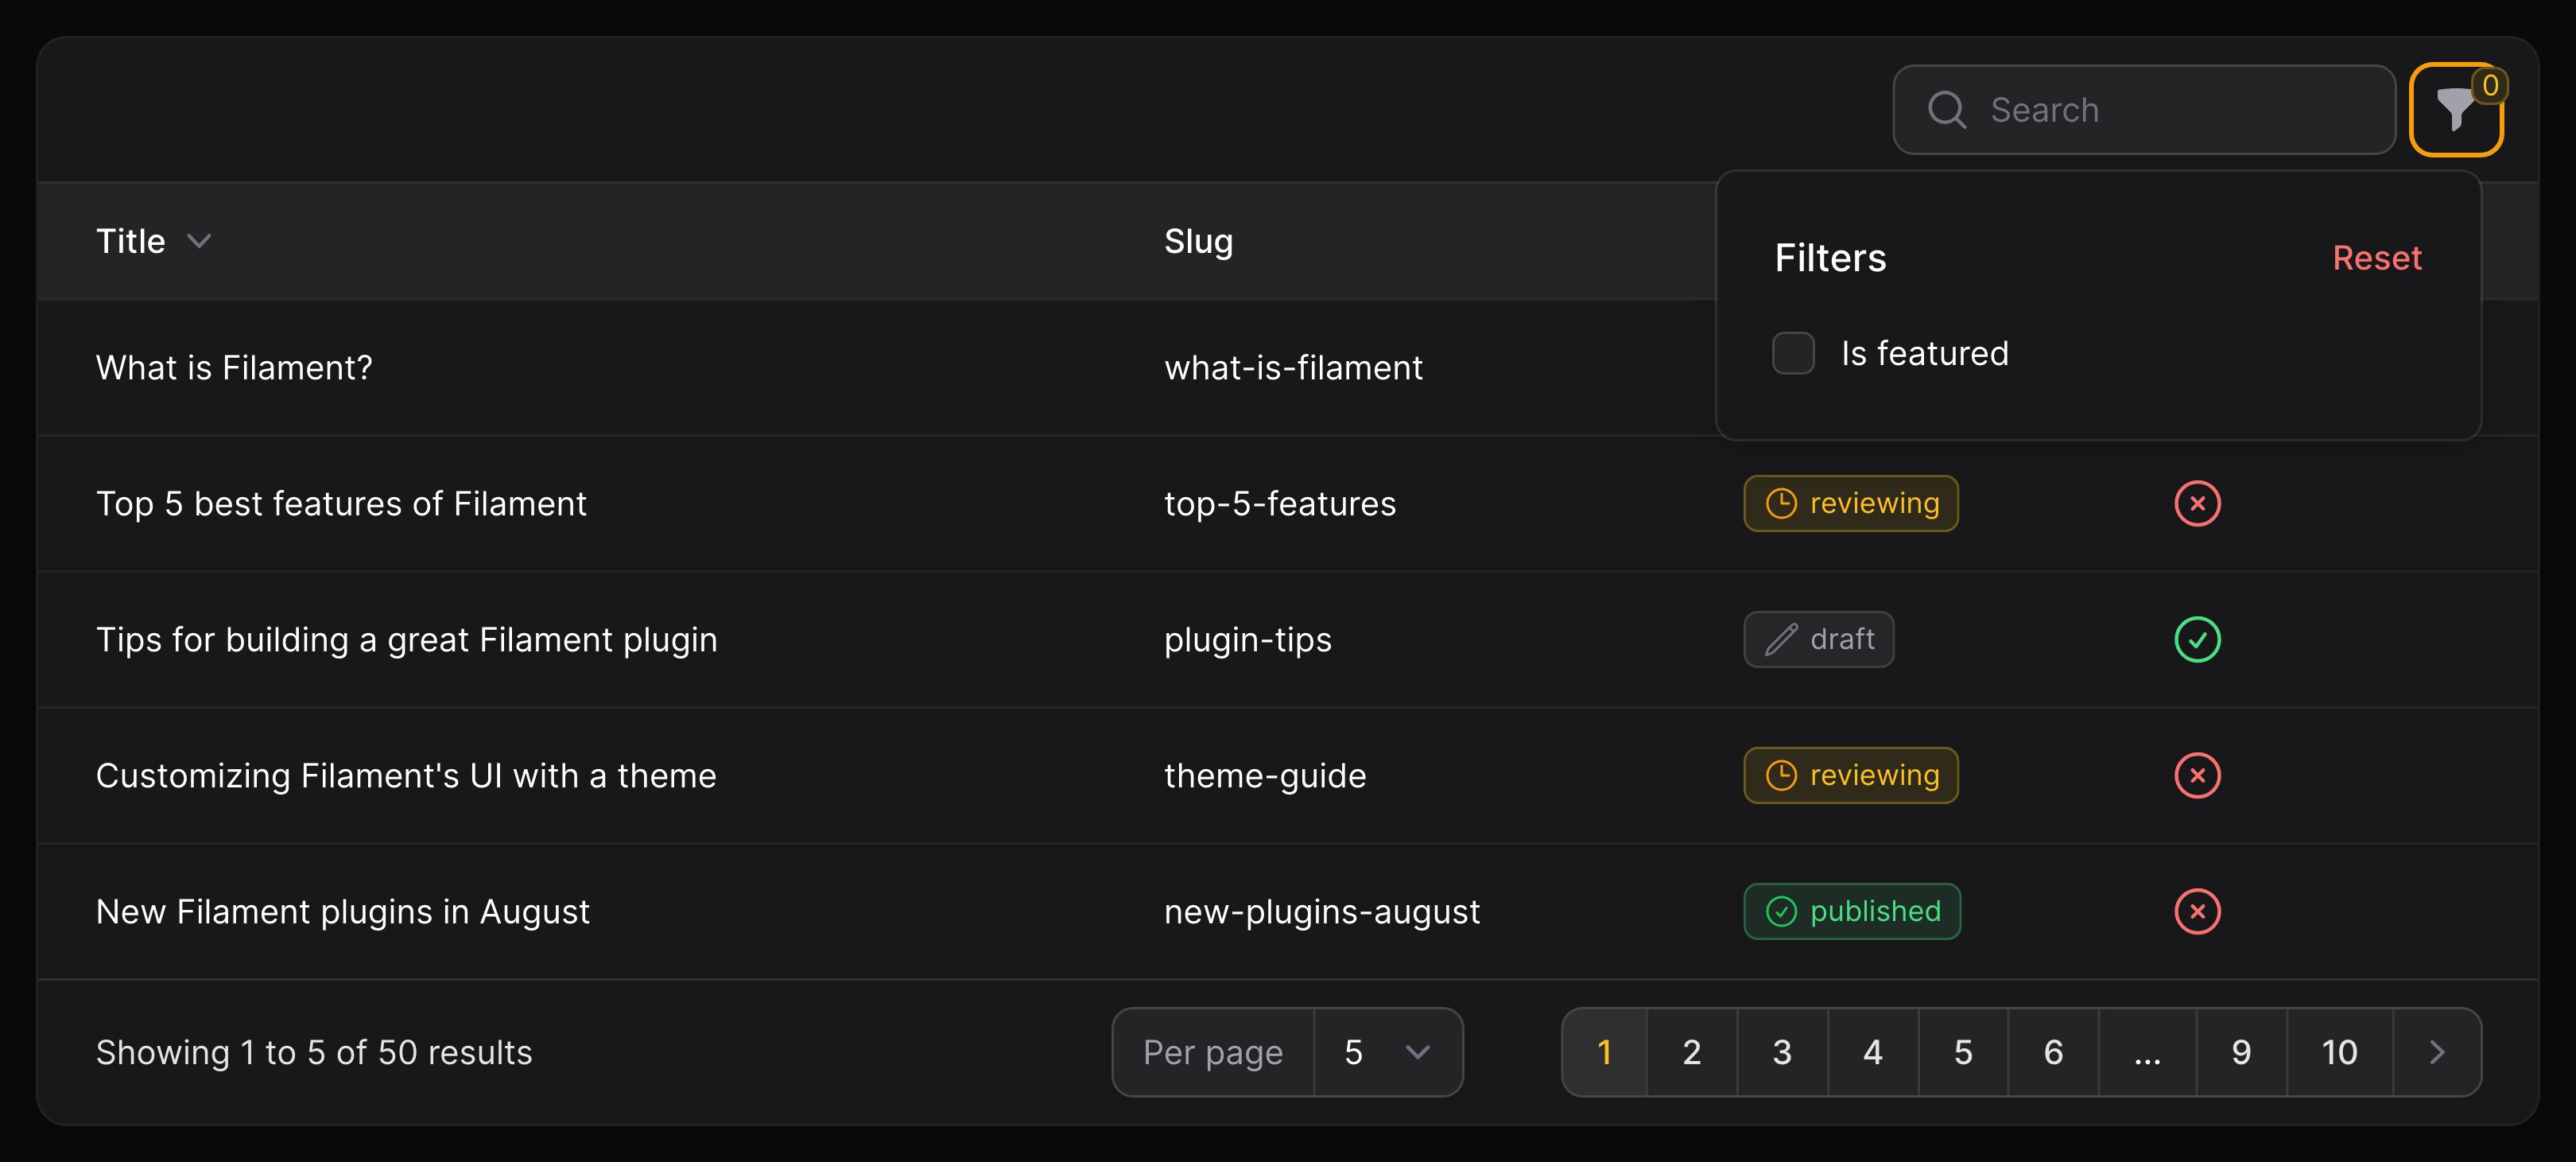 Search
0
Title
Slug
Filters
Reset
Is featured
What is Filament?
what-is-filament
Top 5 best features of Filament
top-5-features
reviewing
Tips for building a great Filament plugin
plugin-tips
draft
Customizing Filament's UI with a theme
theme-guide
reviewing
New Filament plugins in August
new-plugins-august
published
Showing 1 to 5 of 50 results
Per page
5
1 2 3 4 5 6 ... 9 10